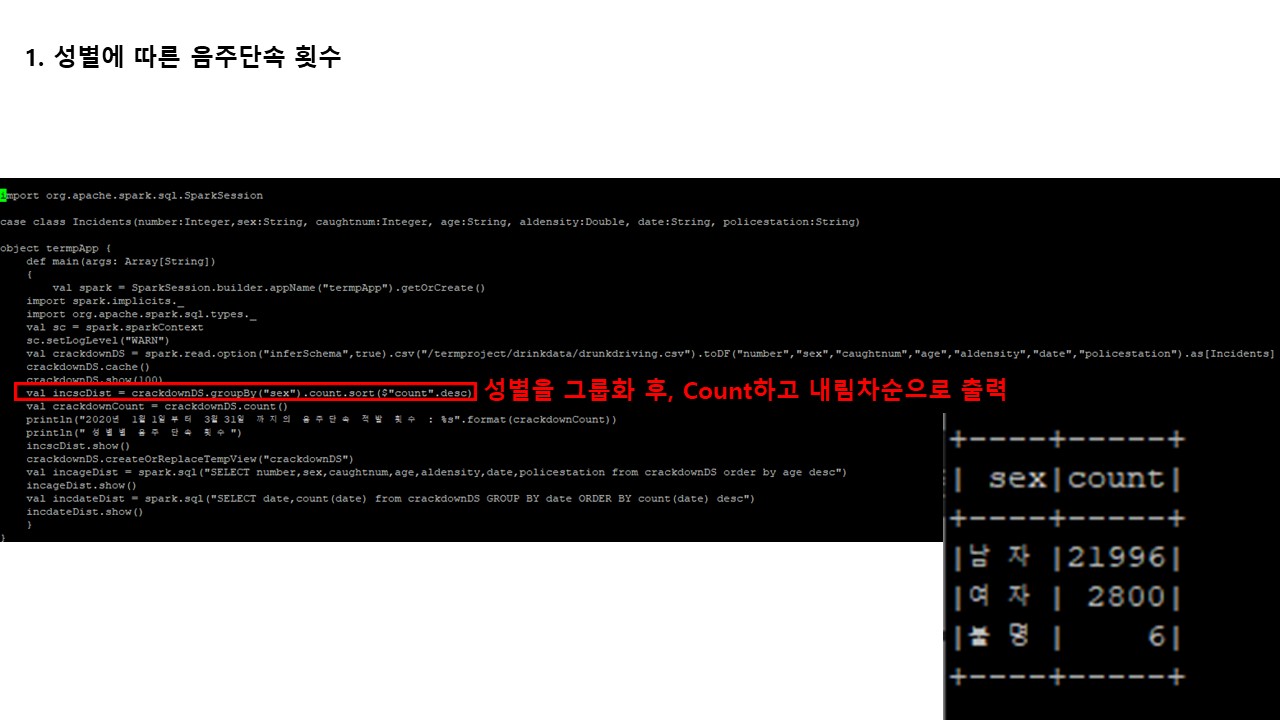 1. 성별에 따른 음주단속 횟수
import org.apache.spark.sql.SparkSession
case class Incidents(number:Integer,sex:String, caughtnum:Integer, age:String, aldensity:Double, date:String, policestation:String)
object termpApp {
def main(args: Array[String])
{
val spark = SparkSession.builder.appName("termpApp").getOrCreate()
import spark.implicits._
import org.apache.spark.sql.types._
val sc = spark.sparkContext
sc.setLogLevel("WARN")
val crackdownDS = spark.read.option("inferSchema",true).csv("/termproject/drinkdata/drunkdriving.csv").toDF("number","sex","caughtnum","age","aldensity","date","policestation").as[Incidents]
crackdownDS.cache()
crackdownDS.show(100)
val incscDist = crackdownDS.groupBy("sex").count.sort($"count".desc)
성별을 그룹화 후, Count하고 내림차순으로 출력
val crackdownCount = crackdownDS.count()
println("2020년 1월 1일 부터 3월 31일 까지의 음주단속 적발 횟수 : %s".format(crackdownCount))
println(" 성별별 음주 단속 횟수 ")
incscDist.show()
crackdownDS.createOrReplaceTempView("crackdownDS")
val incageDist = spark.sql("SELECT number,sex,caughtnum,age,aldensity,date,policestation from crackdownDS order by age desc")
incageDist.show()
val incdateDist = spark.sql("SELECT date,count(date) from crackdownDS GROUP BY date ORDER BY count(date) desc")
incdateDist.show()
}
}
+----+-----+
| sex|count|
+----+-----+
|남 자 |21996|
|여 자 | 2800|
|불 명 | 6|
+----+-----+